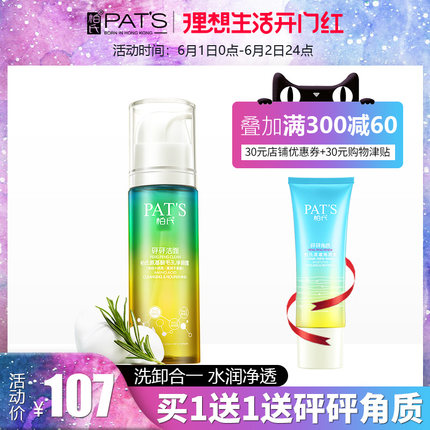 柏氏 PAT'S
BORN IN HONG KONG
理想生活开门红
活动时间：6月1日0点-6月2日24点
叠加满300减60
30元店铺优惠券+30元购物津贴
PAT'S
柏氏
砰砰洁面
PAT'S
柏氏
洗卸合一 水润净透
活动价
¥107
买1送1送砰砰角质